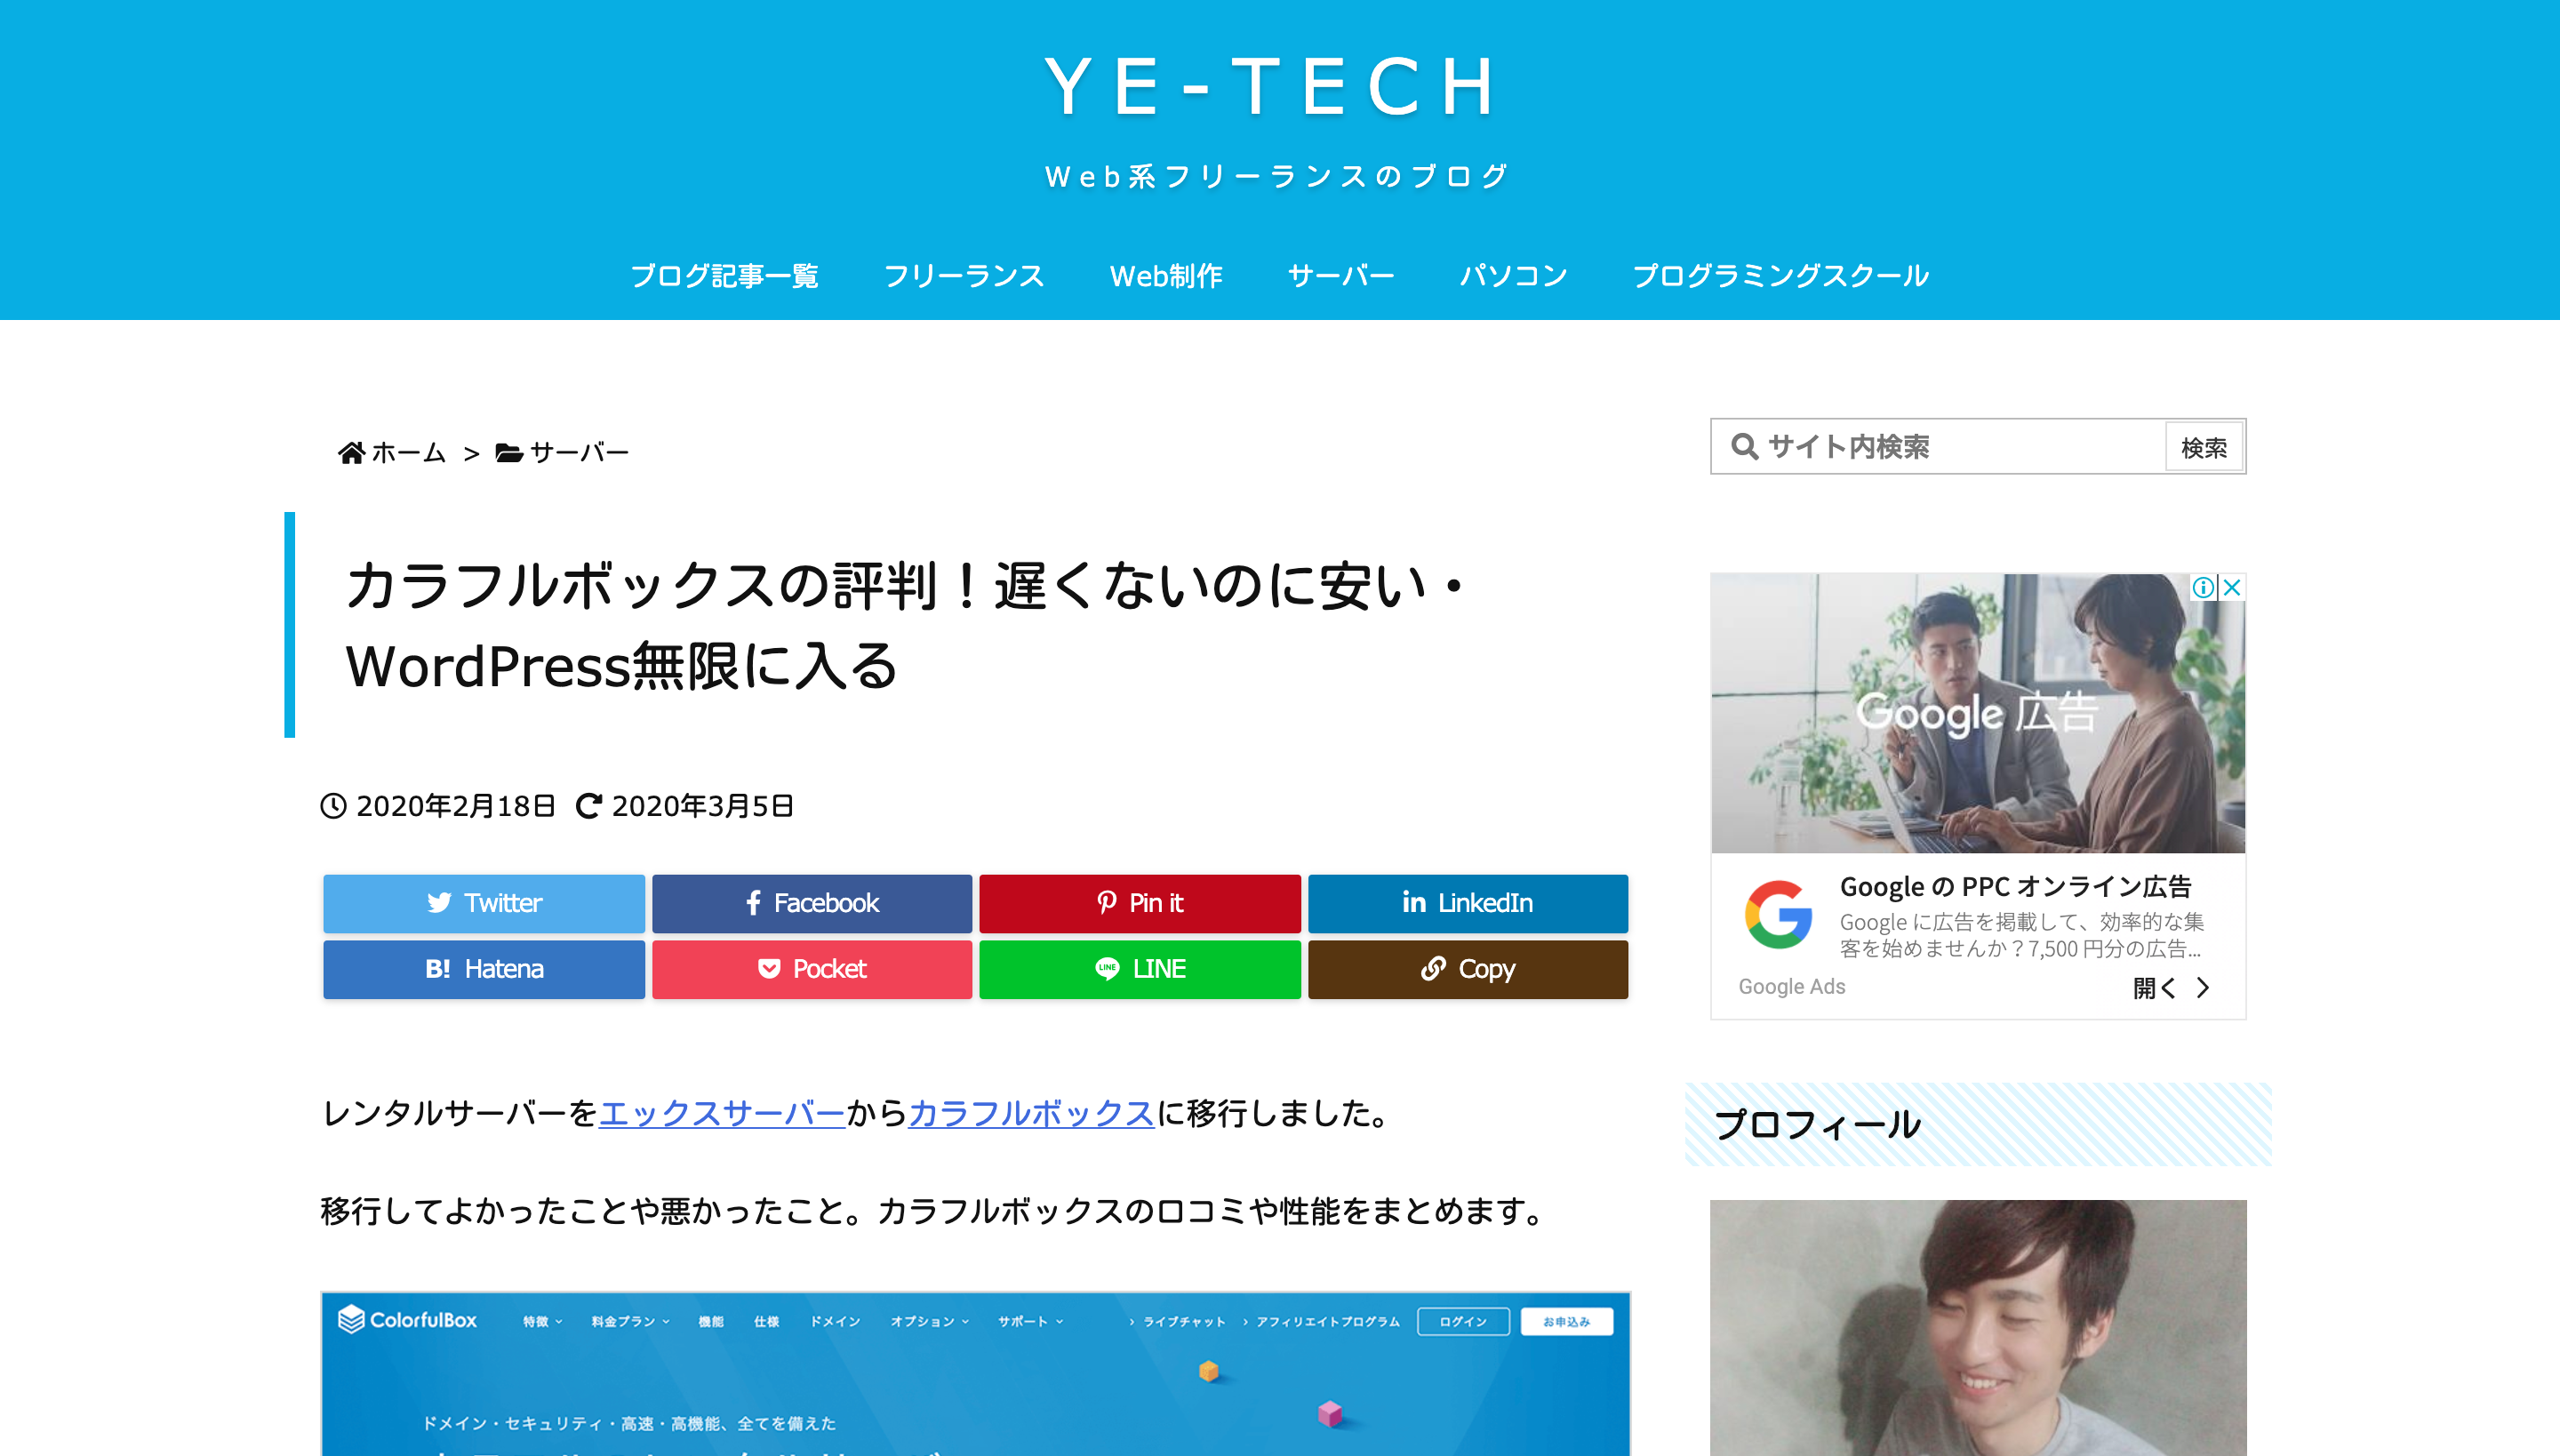 YE-TECH
Web系フリーランスのブログ
ブログ記事一覧 フリーランス Web制作 サーバー パソコン プログラミングスクール
ホーム > サーバー
カラフルボックスの評判！遅くないのに安い・
WordPress無限に入る
2020年2月18日 2020年3月5日
Twitter Facebook Pin it LinkedIn
B! Hatena Pocket LINE Copy
レンタルサーバーをエックスサーバーからカラフルボックスに移行しました。
移行してよかったことや悪かったこと。カラフルボックスの口コミや性能をまとめます。
ColorfulBox 特徴 料金プラン 機能 仕様 ドメイン オプション サポート ライブチャット アフィリエイトプログラム ログイン お申込み
ドメイン・セキュリティ・高速・高機能、全てを備えた
サイト内検索 検索
Google 広告
Google の PPC オンライン広告
Google に広告を掲載して、効率的な集
客を始めませんか？7,500 円分の広告...
Google Ads 開く
プロフィール